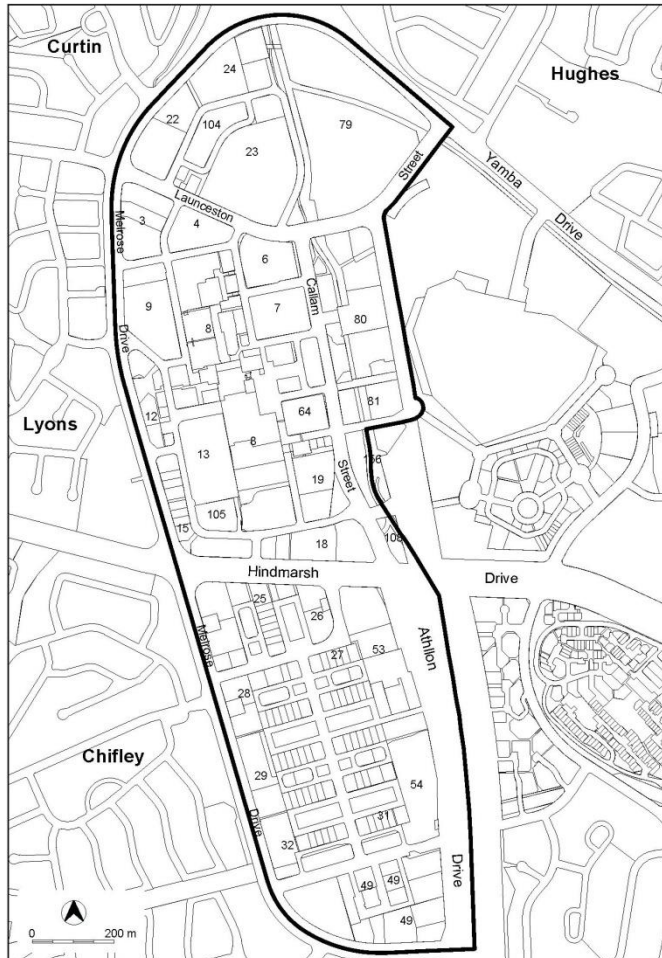 Curtin
Hughes
24
22
104
79
23
Street
Yamba
Drive
Launceston
Melrose
3
4
6
Callam
9
7
8
80
Drive
12
64
81
Lyons
13
8
156
19
Street
105
15
18
108
Hindmarsh
Drive
25
26
Melrose
Athllon
27
53
28
Chifley
29
54
31
Drive
32
49
49
Drive
49
0
200 m